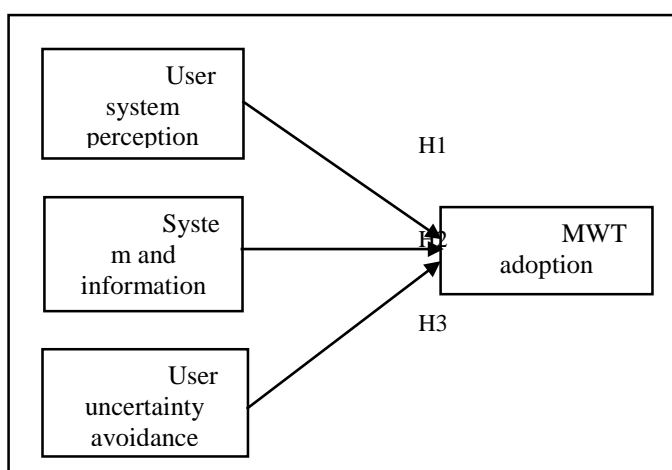 User
system
perception
H1
Syste
m and
information
H2
MWT
adoption
H3
User
uncertainty
avoidance